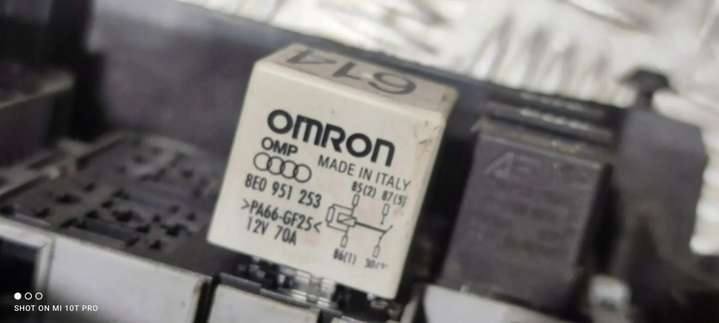 614
OMRON
OMP
MADE IN ITALY
8E0 951 253
85(2) 87(5)
>PA66-GF25<
12V 70A
86(1)
SHOT ON MI 10T PRO